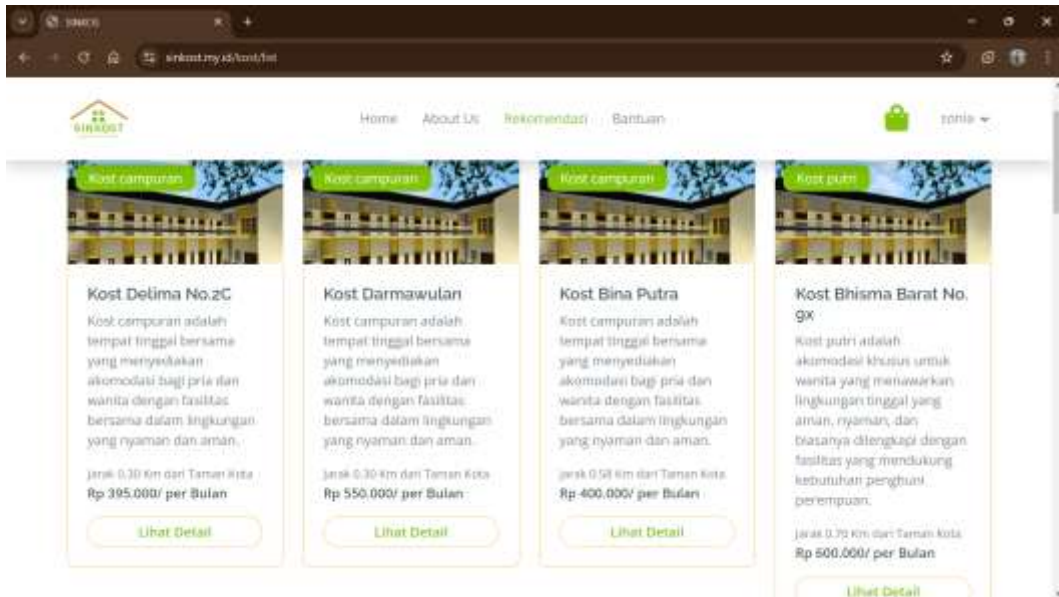 SINKOS
sinkost.my.id/kost/list
SINKOST
Home About Us Rekomendasi Bantuan
sonia
Kost campuran
Kost Delima No.2C
Kost campuran adalah
tempat tinggal bersama
yang menyediakan
akomodasi bagi pria dan
wanita dengan fasilitas
bersama dalam lingkungan
yang nyaman dan aman.
Jarak 0.30 Km dari Taman Kota
Rp 395.000/ per Bulan
Lihat Detail
Kost campuran
Kost Darmawulan
Kost campuran adalah
tempat tinggal bersama
yang menyediakan
akomodasi bagi pria dan
wanita dengan fasilitas
bersama dalam lingkungan
yang nyaman dan aman.
Jarak 0.30 Km dari Taman Kota
Rp 550.000/ per Bulan
Lihat Detail
Kost campuran
Kost Bina Putra
Kost campuran adalah
tempat tinggal bersama
yang menyediakan
akomodasi bagi pria dan
wanita dengan fasilitas
bersama dalam lingkungan
yang nyaman dan aman.
Jarak 0.58 Km dari Taman Kota
Rp 400.000/ per Bulan
Lihat Detail
Kost putri
Kost Bhisma Barat No.
9x
Kost putri adalah
akomodasi khusus untuk
wanita yang menawarkan
lingkungan tinggal yang
aman, nyaman, dan
biasanya dilengkapi dengan
fasilitas yang mendukung
kebutuhan penghuni
perempuan.
Jarak 0.70 Km dari Taman Kota
Rp 600.000/ per Bulan
Lihat Detail